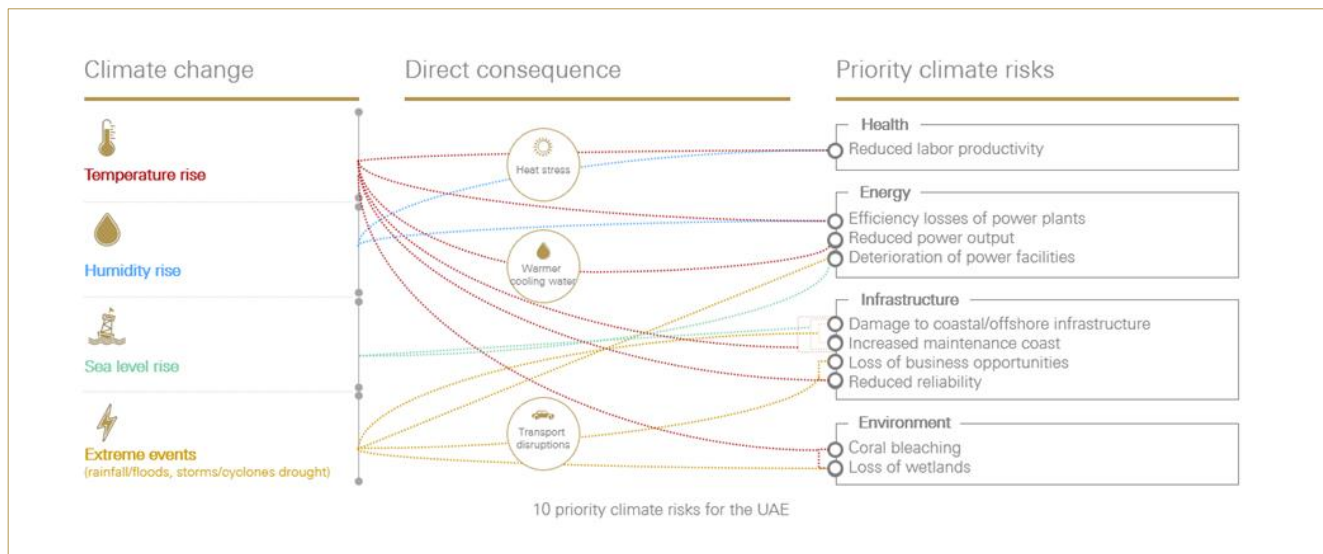 Climate change
Direct consequence
Priority climate risks
Temperature rise
Humidity rise
Sea level rise
Extreme events
(rainfall/floods, storms/cyclones drought)
Heat stress
Warmer
cooling water
Transport
disruptions
Health
Reduced labor productivity
Energy
Efficiency losses of power plants
Reduced power output
Deterioration of power facilities
Infrastructure
Damage to coastal/offshore infrastructure
Increased maintenance coast
Loss of business opportunities
Reduced reliability
Environment
Coral bleaching
Loss of wetlands
10 priority climate risks for the UAE